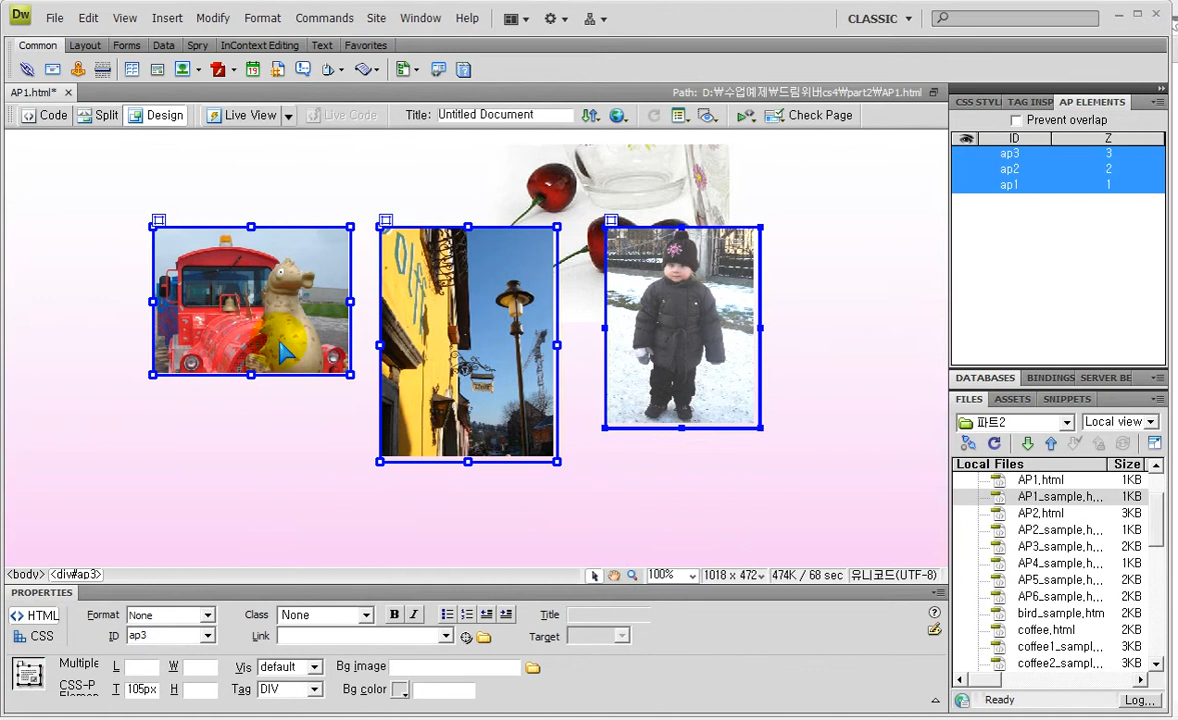 Dw File Edit View Insert Modify Format Commands Site Window Help CLASSIC
Common Layout Forms Data Spry InContext Editing Text Favorites
AP1.html* × Path: D:₩수업예제₩드림위버cs4₩part2₩AP1.html
Code Split Design Live View Live Code Title: Untitled Document Check Page
CSS STYL TAG INSP AP ELEMENTS
Prevent overlap
ID Z
ap3 3
ap2 2
ap1 1
DATABASES BINDINGS SERVER BE
FILES ASSETS SNIPPETS
파트2 Local view
Local Files Size
AP1.html 1KB
AP1_sample.h... 1KB
AP2.html 3KB
AP2_sample.h... 1KB
AP3_sample.h... 2KB
AP4_sample.h... 1KB
AP5_sample.h... 2KB
AP6_sample.h... 2KB
bird_sample.htm 2KB
coffee.html 2KB
coffee1_sampl... 3KB
coffee2_sampl... 3KB
Ready Log...
<body> <div#ap3> 100% 1018 x 472 474K / 68 sec 유니코드(UTF-8)
PROPERTIES
<> HTML Format None Class None B I Title
CSS ID ap3 Link Target
Multiple L W Vis default Bg image
CSS-P
Elemen T 105px H Tag DIV Bg color